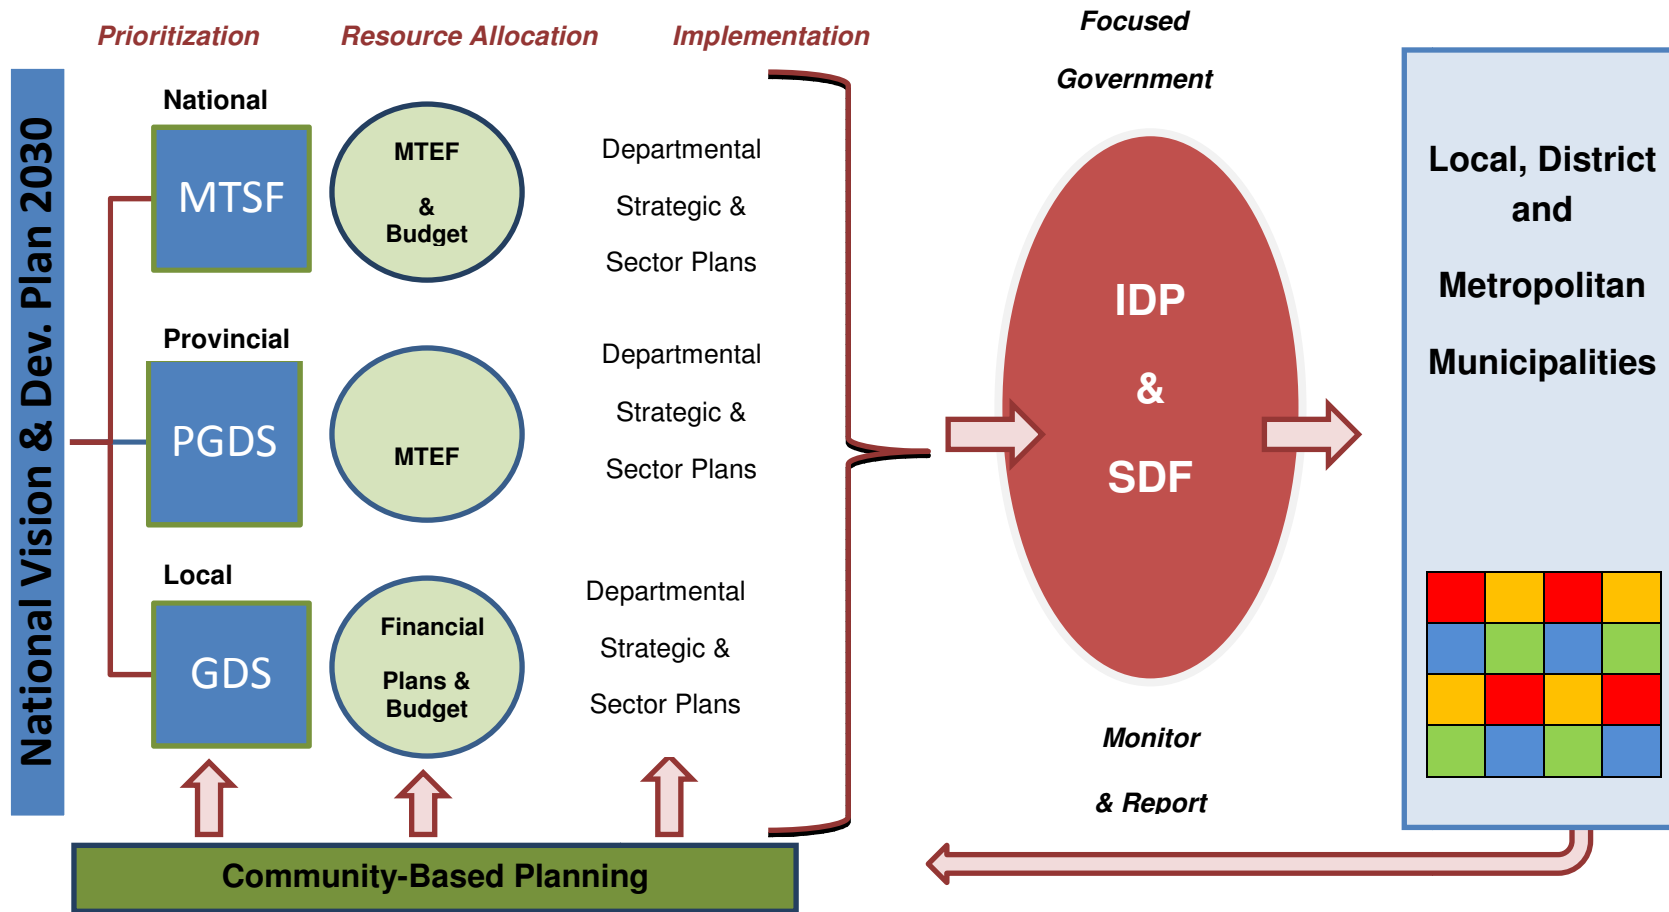 Prioritization
Resource Allocation
Implementation
Focused
Government
National Vision & Dev. Plan 2030
National
MTSF
MTEF
&
Budget
Departmental
Strategic &
Sector Plans
Provincial
PGDS
MTEF
Departmental
Strategic &
Sector Plans
Local
GDS
Financial
Plans &
Budget
Departmental
Strategic &
Sector Plans
Community-Based Planning
IDP
&
SDF
Monitor
& Report
Local, District
and
Metropolitan
Municipalities